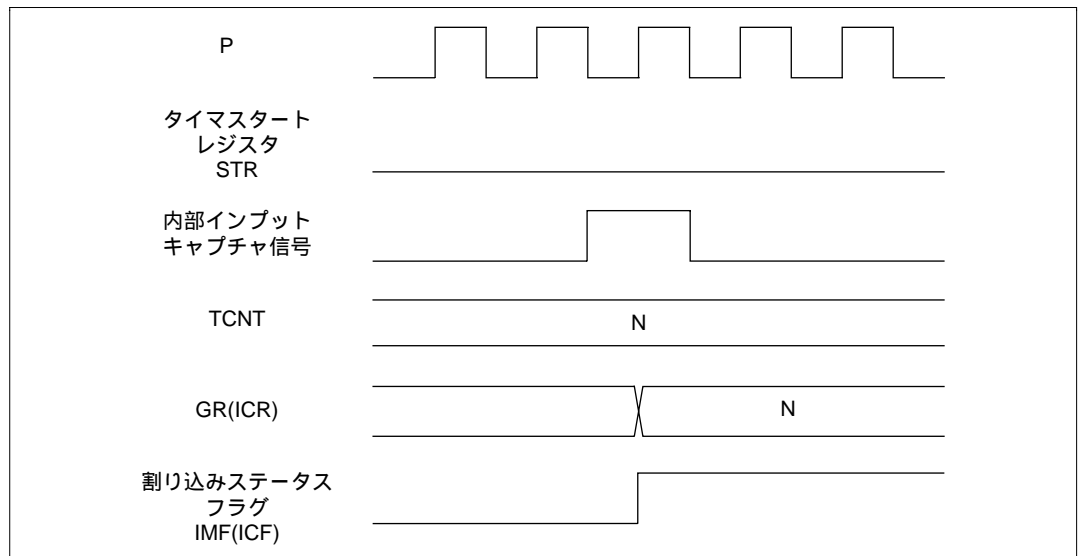 P
タイマスタート
レジスタ
STR
内部インプット
キャプチャ信号
TCNT
N
GR(ICR)
N
割り込みステータス
フラグ
IMF(ICF)